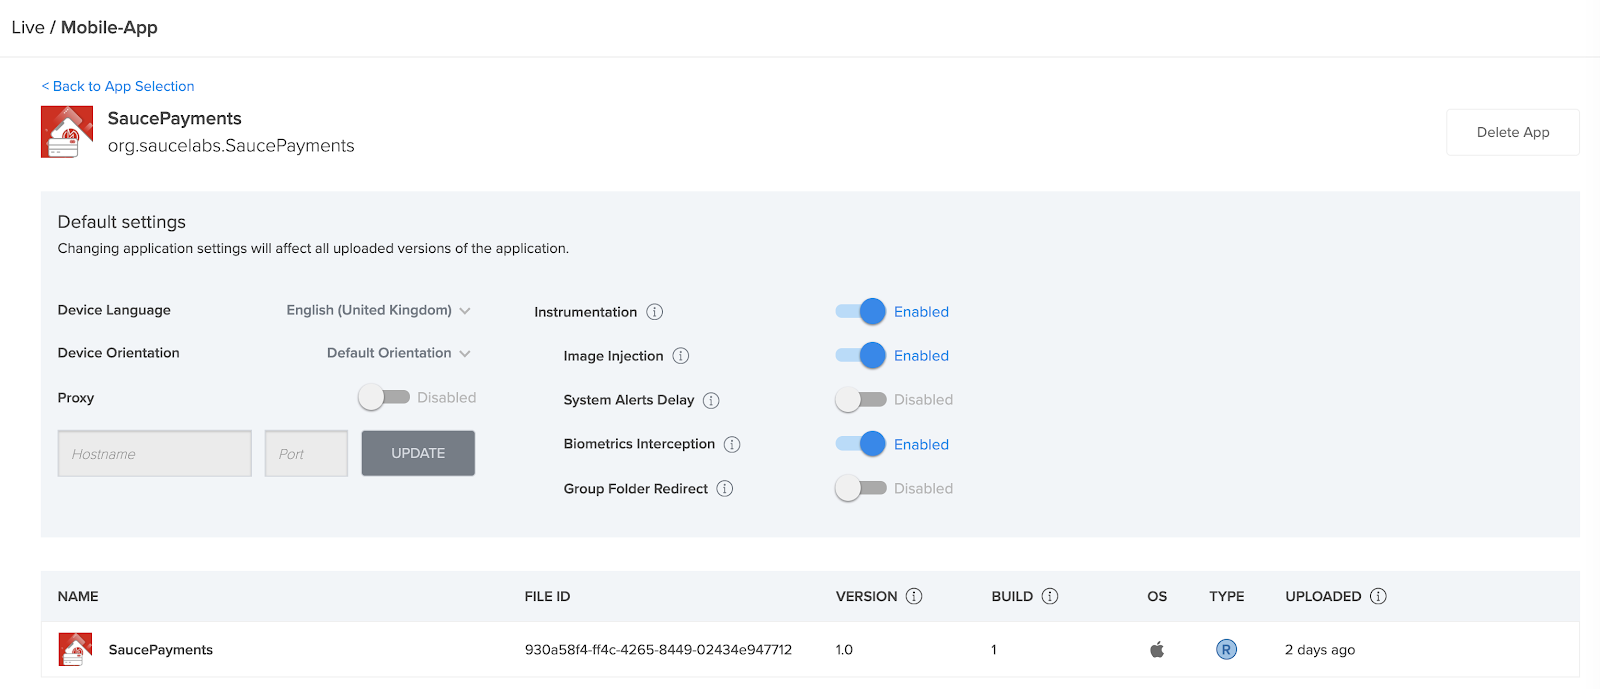 Live / Mobile-App
< Back to App Selection
SaucePayments
org.saucelabs.SaucePayments
Delete App
Default settings
Changing application settings will affect all uploaded versions of the application.
Device Language English (United Kingdom)
Instrumentation Enabled
Device Orientation Default Orientation
Image Injection Enabled
Proxy Disabled
System Alerts Delay Disabled
Hostname Port UPDATE
Biometrics Interception Enabled
Group Folder Redirect Disabled
NAME FILE ID VERSION BUILD OS TYPE UPLOADED
SaucePayments 930a58f4-ff4c-4265-8449-02434e947712 1.0 1 R 2 days ago